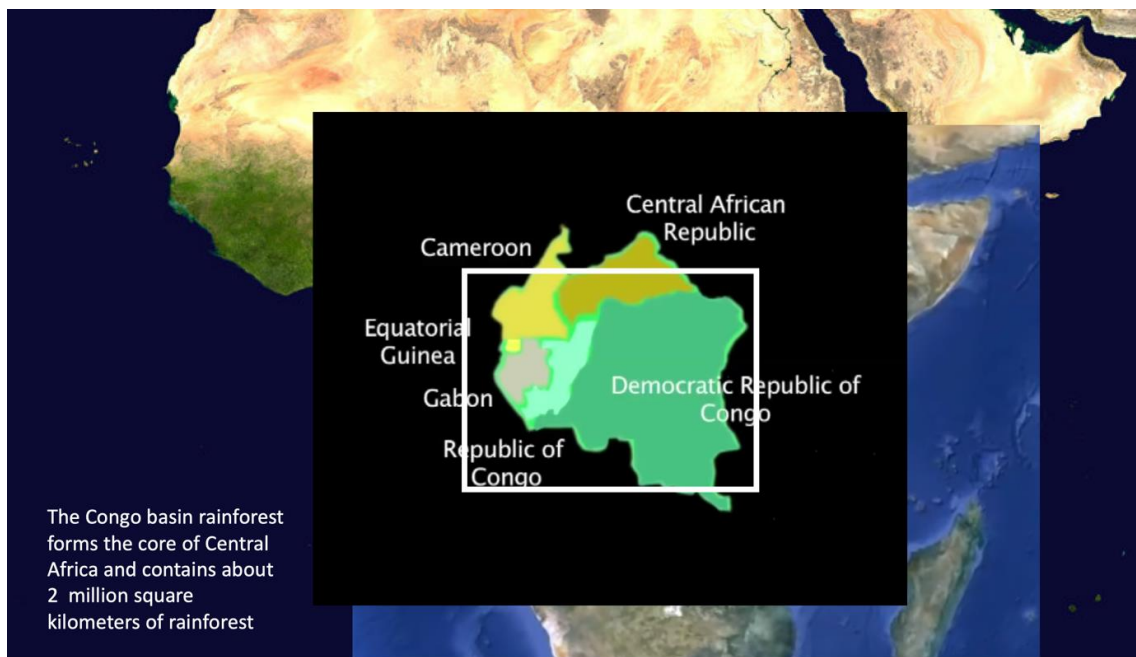 Central African
Republic
Cameroon
Equatorial
Guinea
Gabon
Democratic Republic of
Congo
Republic of
Congo
The Congo basin rainforest
forms the core of Central
Africa and contains about
2 million square
kilometers of rainforest